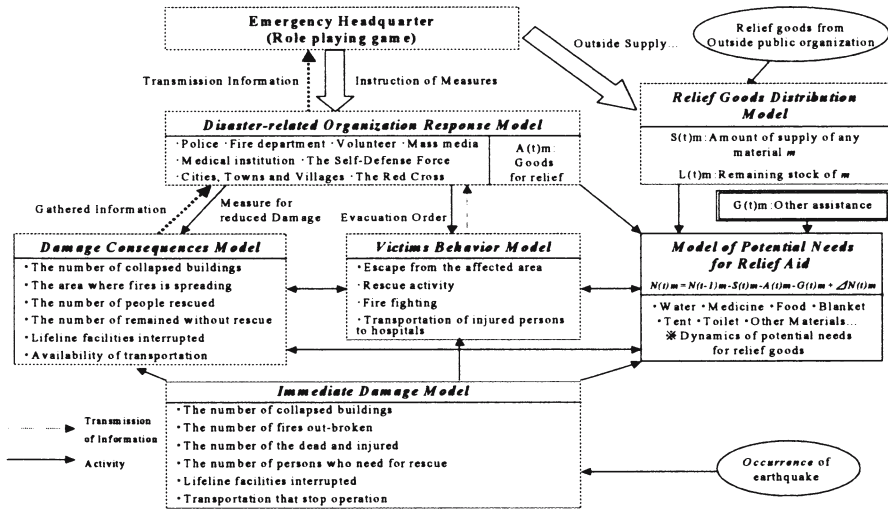 Emergency Headquarter
(Role playing game)
Relief goods from
Outside public organization
Outside Supply...
Transmission Information
Instruction of Measures
Disaster-related Organization Response Model
·Police ·Fire department ·Volunteer ·Mass media
·Medical institution ·The Self-Defense Force
·Cities, Towns and Villages ·The Red Cross
A(t)m:
Goods
for relief
Relief Goods Distribution
Model
S(t)m:Amount of supply of any
material m
L(t)m:Remaining stock of m
G(t)m:Other assistance
Gathered Information
Measure for
reduced Damage
Evacuation Order
Damage Consequences Model
·The number of collapsed buildings
·The area where fires is spreading
·The number of people rescued
·The number of remained without rescue
·Lifeline facilities interrupted
·Availability of transportation
Victims Behavior Model
·Escape from the affected area
·Rescue activity
·Fire fighting
·Transportation of injured persons
to hospitals
Model of Potential Needs
for Relief Aid
N(t)m=N(t-1)m-S(t)m-A(t)m-G(t)m+⊿N(t)m
·Water ·Medicine ·Food ·Blanket
·Tent ·Toilet ·Other Materials...
※Dynamics of potential needs
for relief goods
Immediate Damage Model
·The number of collapsed buildings
·The number of fires out-broken
·The number of the dead and injured
·The number of persons who need for rescue
·Lifeline facilities interrupted
·Transportation that stop operation
Transmission
of Information
Activity
Occurrence of
earthquake